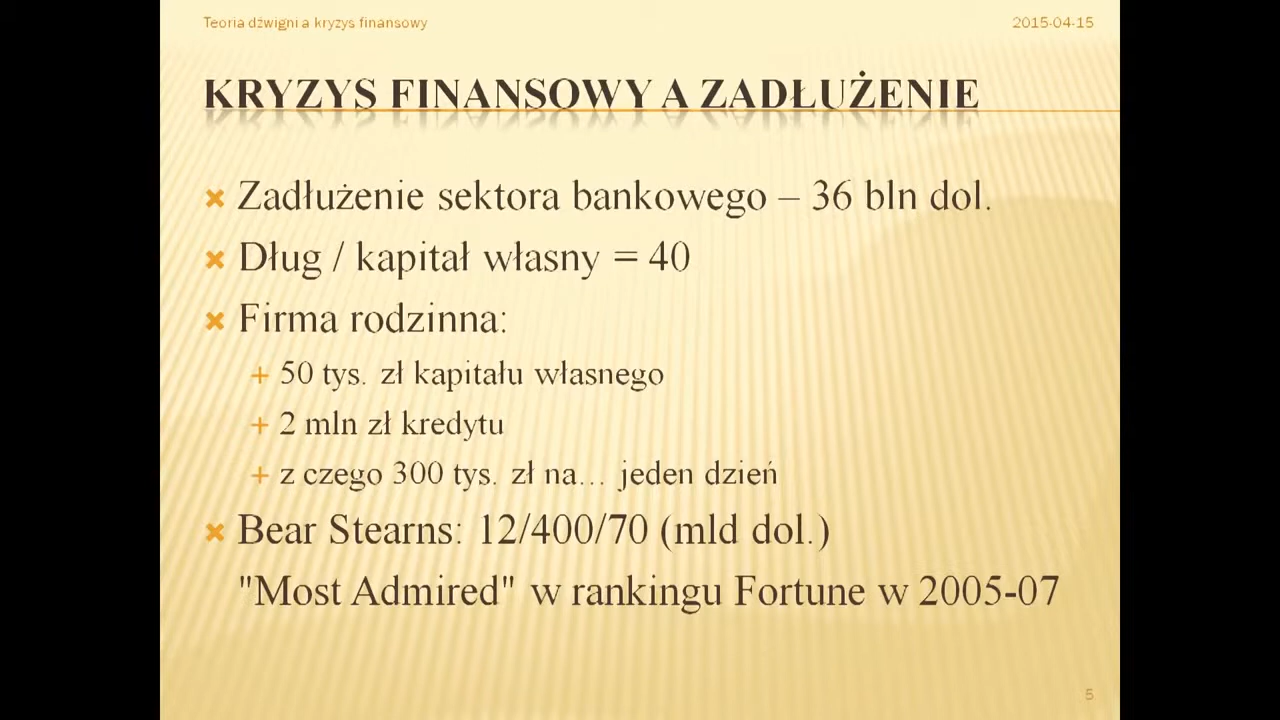 Teoria dźwigni a kryzys finansowy
2015-04-15
KRYZYS FINANSOWY A ZADŁUŻENIE
Zadłużenie sektora bankowego – 36 bln dol.
Dług / kapitał własny = 40
Firma rodzinna:
50 tys. zł kapitału własnego
2 mln zł kredytu
z czego 300 tys. zł na... jeden dzień
Bear Stearns: 12/400/70 (mld dol.)
"Most Admired" w rankingu Fortune w 2005-07
5